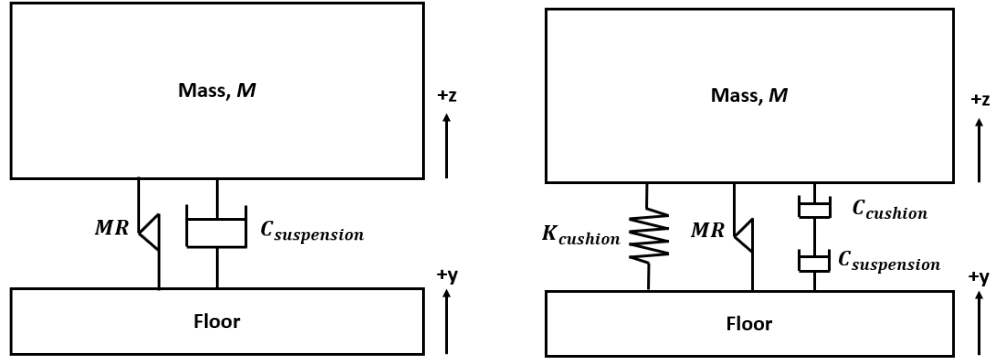 Mass, M
+z
MR
C_suspension
+y
Floor
Mass, M
+z
K_cushion
MR
C_cushion
C_suspension
+y
Floor